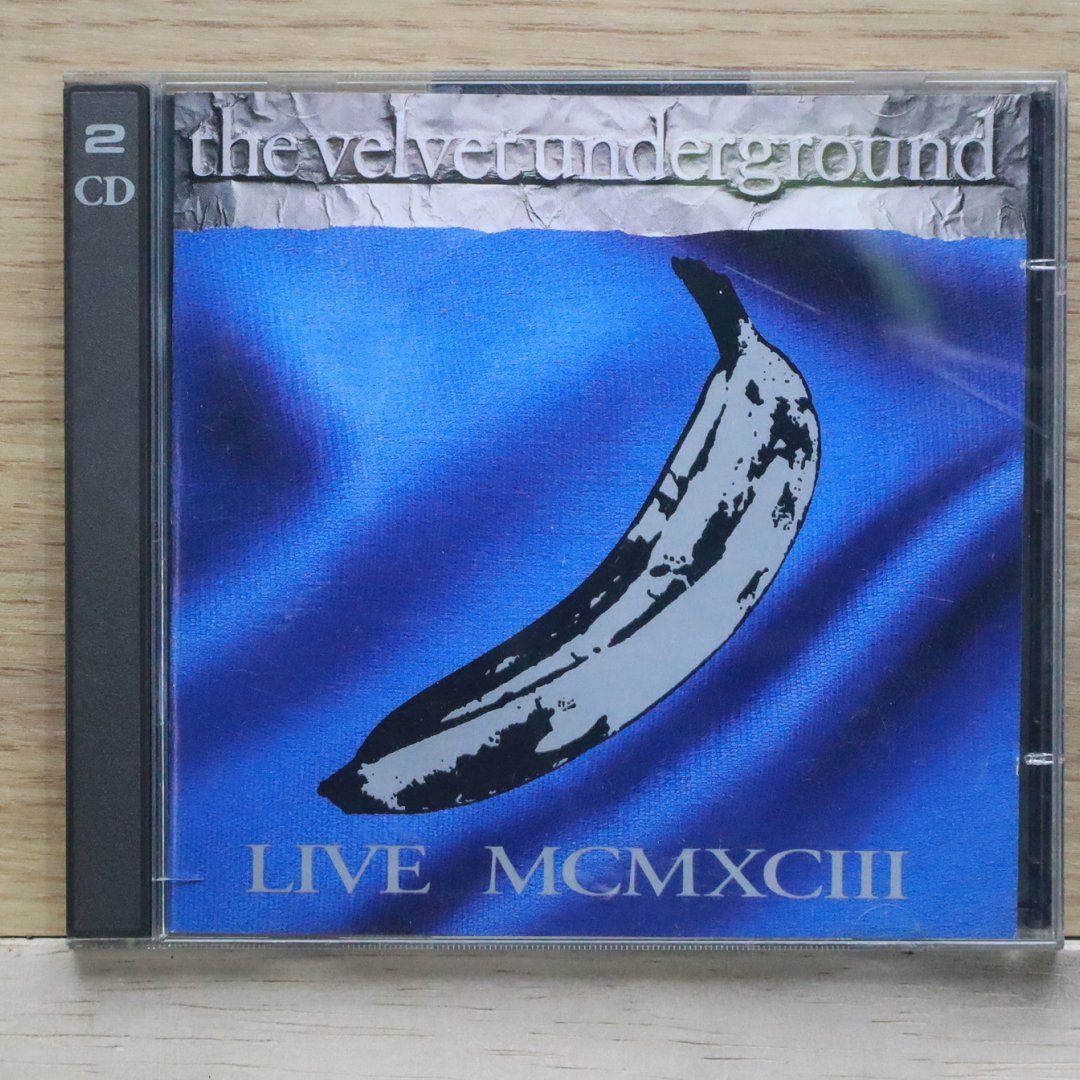 2
CD
the velvet underground
LIVE MCMXCIII